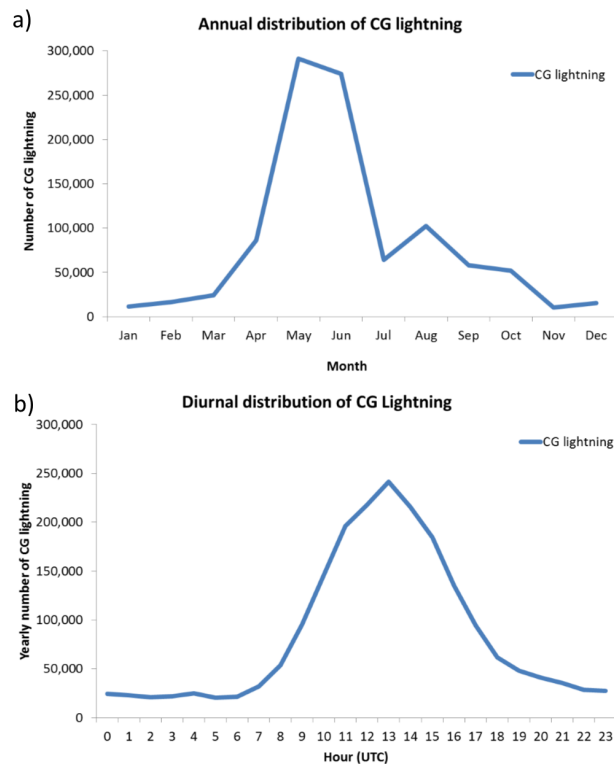 a)
Annual distribution of CG lightning
300,000
250,000
200,000
150,000
100,000
50,000
0
Number of CG lightning
CG lightning
Jan Feb Mar Apr May Jun Jul Aug Sep Oct Nov Dec
Month
b)
Diurnal distribution of CG Lightning
300,000
250,000
200,000
150,000
100,000
50,000
0
Yearly number of CG lightning
CG lightning
0 1 2 3 4 5 6 7 8 9 10 11 12 13 14 15 16 17 18 19 20 21 22 23
Hour (UTC)